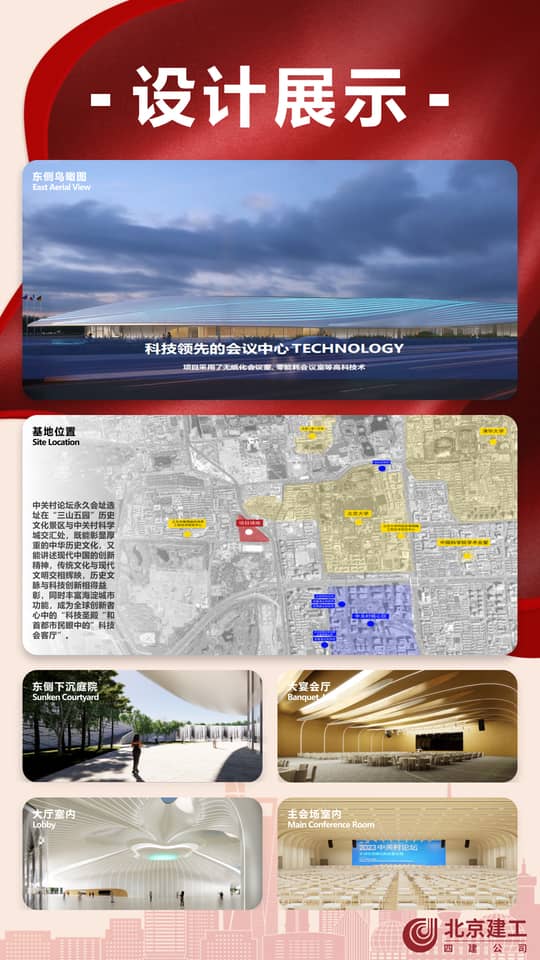 - 设计展示 -
东侧鸟瞰图
East Aerial View
科技领先的会议中心 TECHNOLOGY
项目采用了无纸化会议室、零能耗会议室等高科技术
基地位置
Site Location
中关村论坛永久会址选
址在“三山五园”历史
文化景区与中关村科学
城交汇处，既能彰显厚
重的中华历史文化，又
能讲述现代中国的创新
精神，传统文化与现代
文明交相辉映，历史文
脉与科技创新相得益
彰，同时丰富海淀城市
功能，成为全球创新者
心中的“科技圣殿“和
首都市民眼中的”科技
会客厅”。
清华大学
北京大学
项目场地
中国科学院学术会堂
东侧下沉庭院
Sunken Courtyard
大宴会厅
Banquet
大厅室内
Lobby
主会场室内
Main Conference Room
2023中关村论坛
北京建工
四建公司